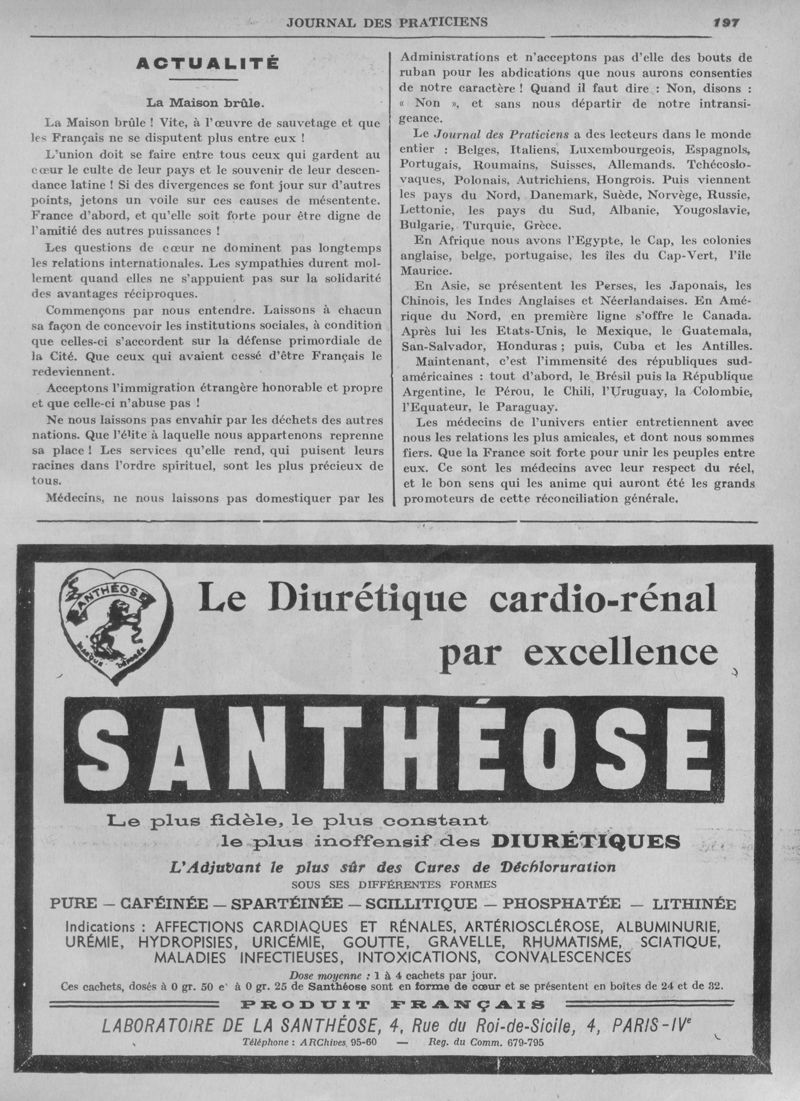 JOURNAL DES PRATICIENS 197
ACTUALITÉ
La Maison brûle.
La Maison brûle ! Vite, à l'œuvre de sauvetage et que
les Français ne se disputent plus entre eux !
L'union doit se faire entre tous ceux qui gardent au
cœur le culte de leur pays et le souvenir de leur descen-
dance latine ! Si des divergences se font jour sur d'autres
points, jetons un voile sur ces causes de mésentente.
France d'abord, et qu'elle soit forte pour être digne de
l'amitié des autres puissances !
Les questions de cœur ne dominent pas longtemps
les relations internationales. Les sympathies durent mol-
lement quand elles ne s'appuient pas sur la solidarité
des avantages réciproques.
Commençons par nous entendre. Laissons à chacun
sa façon de concevoir les institutions sociales, à condition
que celles-ci s'accordent sur la défense primordiale de
la Cité. Que ceux qui avaient cessé d'être Français le
redeviennent.
Acceptons l'immigration étrangère honorable et propre
et que celle-ci n'abuse pas !
Ne nous laissons pas envahir par les déchets des autres
nations. Que l'élite à laquelle nous appartenons reprenne
sa place ! Les services qu'elle rend, qui puisent leurs
racines dans l'ordre spirituel, sont les plus précieux de
tous.
Médecins, ne nous laissons pas domestiquer par les
Administrations et n'acceptons pas d'elle des bouts de
ruban pour les abdications que nous aurons consenties
de notre caractère ! Quand il faut dire : Non, disons :
« Non », et sans nous départir de notre intransi-
geance.
Le Journal des Praticiens a des lecteurs dans le monde
entier : Belges, Italiens, Luxembourgeois, Espagnols,
Portugais, Roumains, Suisses, Allemands. Tchécoslo-
vaques, Polonais, Autrichiens, Hongrois. Puis viennent
les pays du Nord, Danemark, Suède, Norvège, Russie,
Lettonie, les pays du Sud, Albanie, Yougoslavie,
Bulgarie, Turquie, Grèce.
En Afrique nous avons l'Egypte, le Cap, les colonies
anglaise, belge, portugaise, les îles du Cap-Vert, l'île
Maurice.
En Asie, se présentent les Perses, les Japonais, les
Chinois, les Indes Anglaises et Néerlandaises. En Amé-
rique du Nord, en première ligne s'offre le Canada.
Après lui les Etats-Unis, le Mexique, le Guatemala,
San-Salvador, Honduras ; puis, Cuba et les Antilles.
Maintenant, c'est l'immensité des républiques sud-
américaines : tout d'abord, le Brésil puis la République
Argentine, le Pérou, le Chili, l'Uruguay, la Colombie,
l'Equateur, le Paraguay.
Les médecins de l'univers entier entretiennent avec
nous les relations les plus amicales, et dont nous sommes
fiers. Que la France soit forte pour unir les peuples entre
eux. Ce sont les médecins avec leur respect du réel,
et le bon sens qui les anime qui auront été les grands
promoteurs de cette réconciliation générale.
SANTHÉOSE
MARQUE DÉPOSÉE
Le Diurétique cardio-rénal
par excellence
SANTHÉOSE
Le plus fidèle, le plus constant
le plus inoffensif des DIURÉTIQUES
L'Adjuvant le plus sûr des Cures de Déchloruration
SOUS SES DIFFÉRENTES FORMES
PURE — CAFÉINÉE — SPARTÉINÉE — SCILLITIQUE — PHOSPHATÉE — LITHINÉE
Indications : AFFECTIONS CARDIAQUES ET RÉNALES, ARTÉRIOSCLÉROSE, ALBUMINURIE,
URÉMIE, HYDROPISIES, URICÉMIE, GOUTTE, GRAVELLE, RHUMATISME, SCIATIQUE,
MALADIES INFECTIEUSES, INTOXICATIONS, CONVALESCENCES
Dose moyenne : 1 à 4 cachets par jour.
Ces cachets, dosés à 0 gr. 50 et à 0 gr. 25 de Santhéose sont en forme de cœur et se présentent en boîtes de 24 et de 32.
PRODUIT FRANÇAIS
LABORATOIRE DE LA SANTHÉOSE, 4, Rue du Roi-de-Sicile, 4, PARIS-IVe
Téléphone : ARChives 95-60 — Reg. du Comm. 679-795